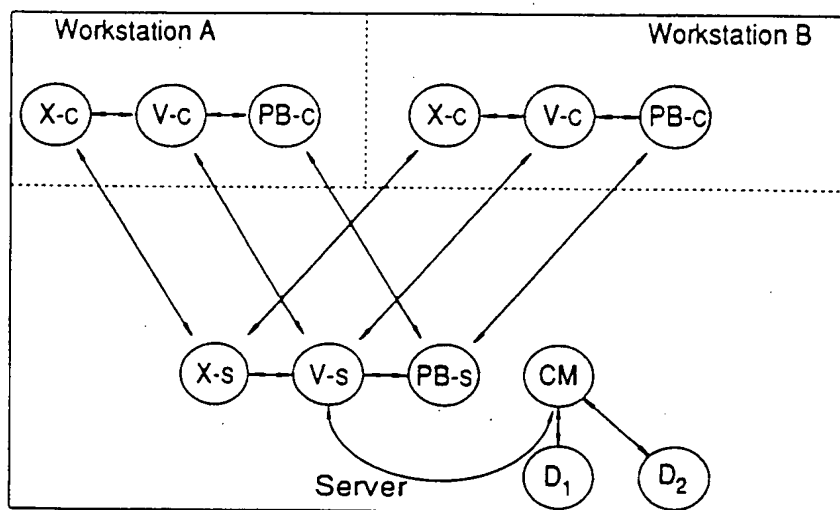 Workstation A
Workstation B
X-c
V-c
PB-c
X-c
V-c
PB-c
X-s
V-s
PB-s
CM
Server
D1
D2